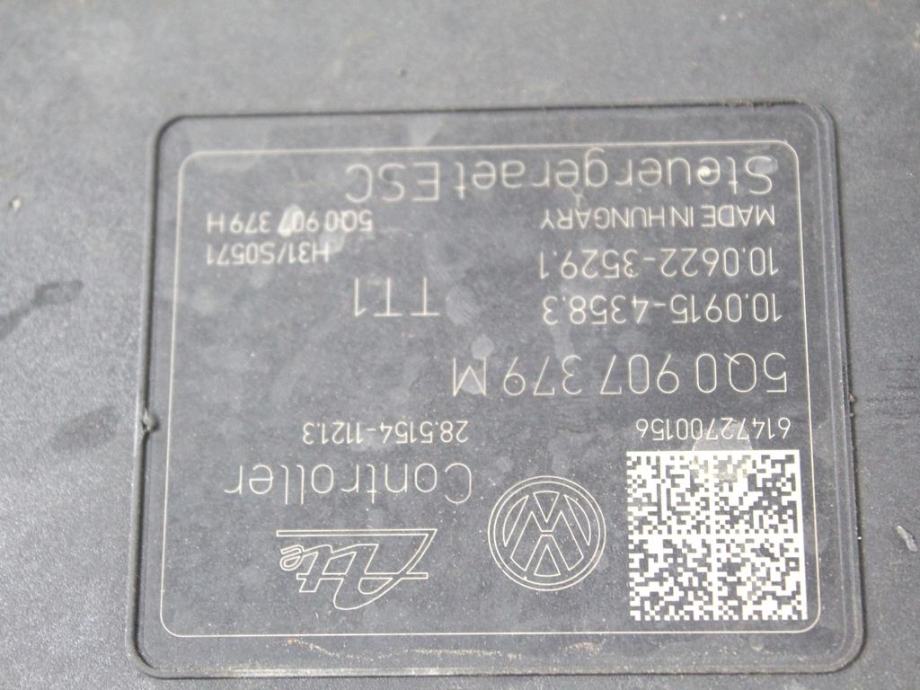 Ate
Controller
61472700156 28.5154-1121.3
5Q0 907 379 M
10.0915-4358.3 TT1
10.0622-3529.1 H31/S0571
MADE IN HUNGARY 5Q0 907 379 H
Steuergeraet ESC